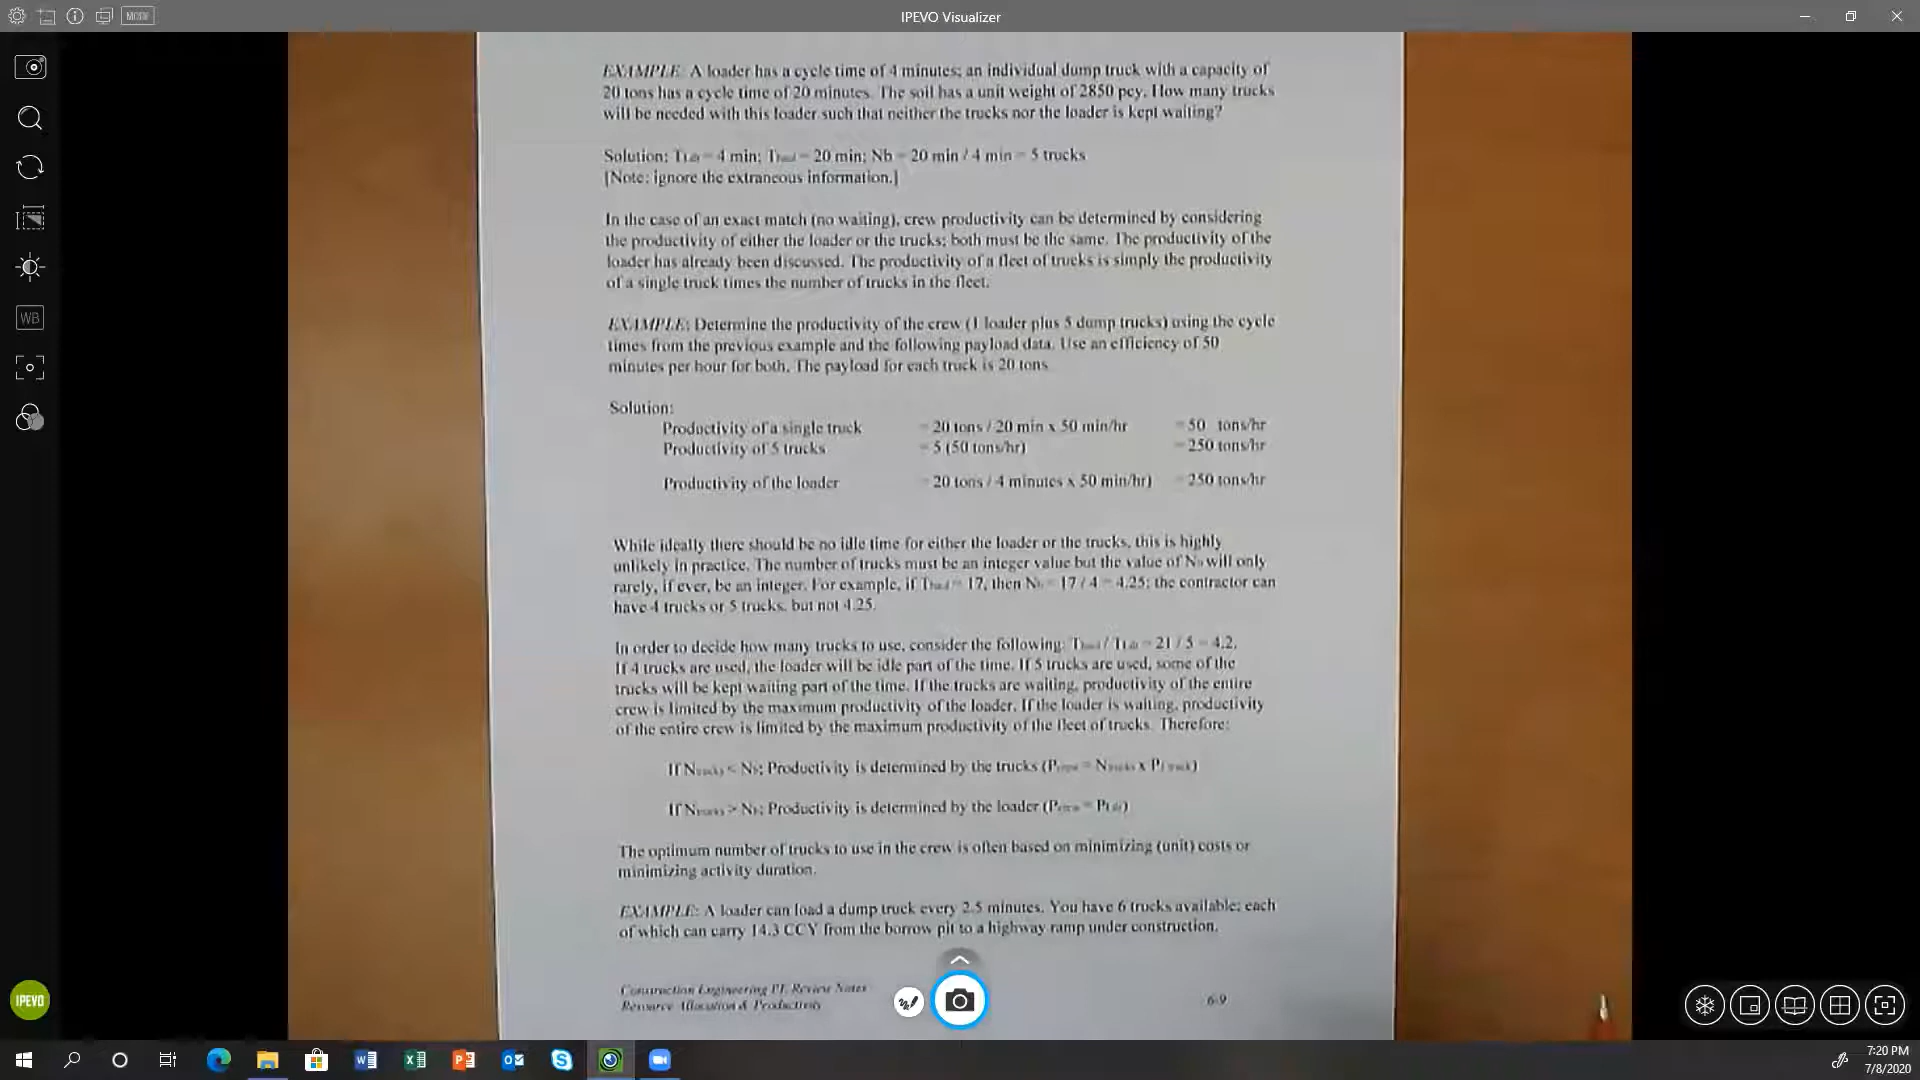 MODE
IPEVO Visualizer
WB
EXAMPLE: A loader has a cycle time of 4 minutes; an individual dump truck with a capacity of
20 tons has a cycle time of 20 minutes. The soil has a unit weight of 2850 pcy. How many trucks
will be needed with this loader such that neither the trucks nor the loader is kept waiting?
Solution: = 4 min; = 20 min; Nb = 20 min / 4 min = 5 trucks
[Note: ignore the extraneous information.]
In the case of an exact match (no waiting), crew productivity can be determined by considering
the productivity of either the loader or the trucks; both must be the same. The productivity of the
loader has already been discussed. The productivity of a fleet of trucks is simply the productivity
of a single truck times the number of trucks in the fleet.
EXAMPLE: Determine the productivity of the crew (1 loader plus 5 dump trucks) using the cycle
times from the previous example and the following payload data. Use an efficiency of 50
minutes per hour for both. The payload for each truck is 20 tons
Solution:
Productivity of a single truck = 20 tons / 20 min x 50 min/hr = 50 tons/hr
Productivity of 5 trucks = 5 (50 tons/hr) = 250 tons/hr
Productivity of the loader = 20 tons / 4 minutes x 50 min/hr) = 250 tons/hr
While ideally there should be no idle time for either the loader or the trucks, this is highly
unlikely in practice. The number of trucks must be an integer value but the value of will only
rarely, if ever, be an integer. For example, if = 17, then = 17 / 4 = 4.25; the contractor can
have 4 trucks or 5 trucks, but not 4.25.
In order to decide how many trucks to use, consider the following: = 21 / 5 = 4.2.
If 4 trucks are used, the loader will be idle part of the time. If 5 trucks are used, some of the
trucks will be kept waiting part of the time. If the trucks are waiting, productivity of the entire
crew is limited by the maximum productivity of the loader. If the loader is waiting, productivity
of the entire crew is limited by the maximum productivity of the fleet of trucks. Therefore:
If < ; Productivity is determined by the trucks
If > ; Productivity is determined by the loader
The optimum number of trucks to use in the crew is often based on minimizing (unit) costs or
minimizing activity duration.
EXAMPLE: A loader can load a dump truck every 2.5 minutes. You have 6 trucks available; each
of which can carry 14.3 CCY from the borrow pit to a highway ramp under construction.
Construction Engineering PE Review Notes
Resource Allocation & Productivity
6-9
IPEVO
7:20 PM
7/8/2020